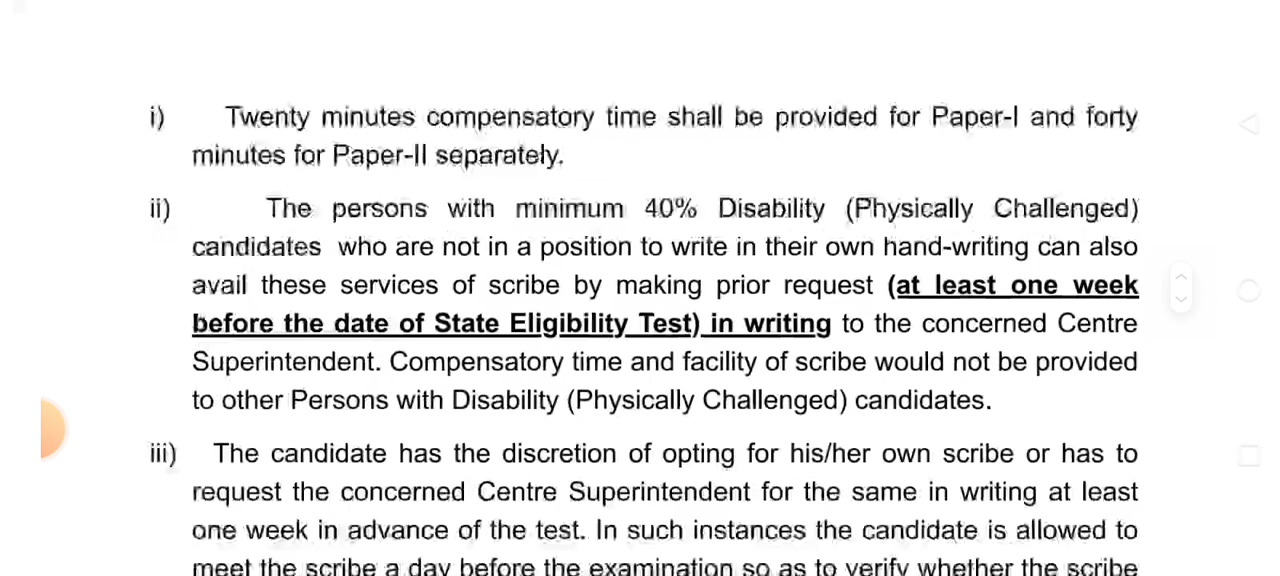 i) Twenty minutes compensatory time shall be provided for Paper-I and forty
minutes for Paper-II separately.
ii) The persons with minimum 40% Disability (Physically Challenged)
candidates who are not in a position to write in their own hand-writing can also
avail these services of scribe by making prior request (at least one week
before the date of State Eligibility Test) in writing to the concerned Centre
Superintendent. Compensatory time and facility of scribe would not be provided
to other Persons with Disability (Physically Challenged) candidates.
iii) The candidate has the discretion of opting for his/her own scribe or has to
request the concerned Centre Superintendent for the same in writing at least
one week in advance of the test. In such instances the candidate is allowed to
meet the scribe a day before the examination so as to verify whether the scribe